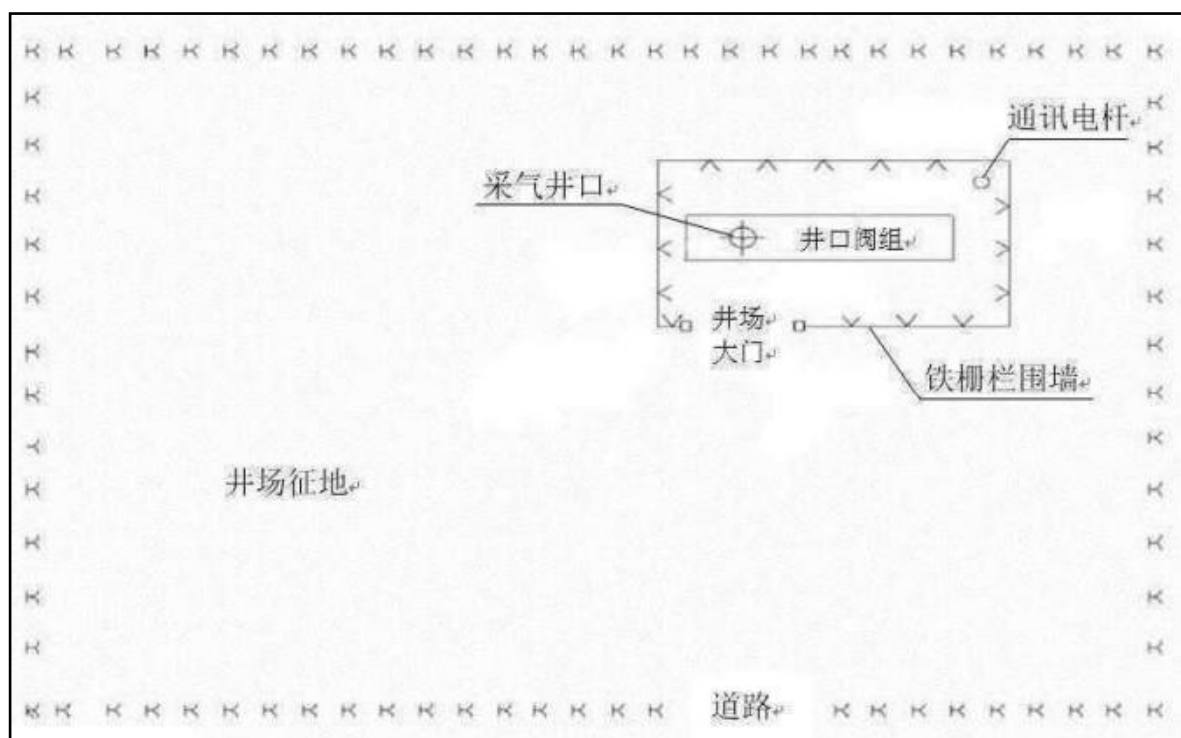 通讯电杆
采气井口
井口阀组
井场
大门
铁栅栏围墙
井场征地
道路